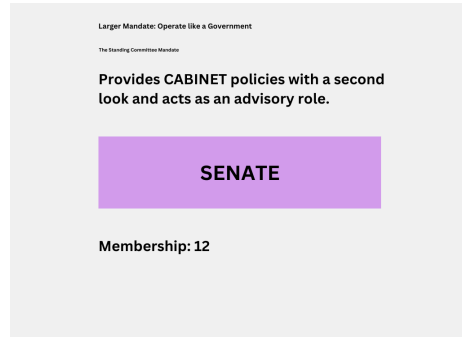 Larger Mandate: Operate like a Government
The Standing Committee Mandate
Provides CABINET policies with a second
look and acts as an advisory role.
SENATE
Membership: 12